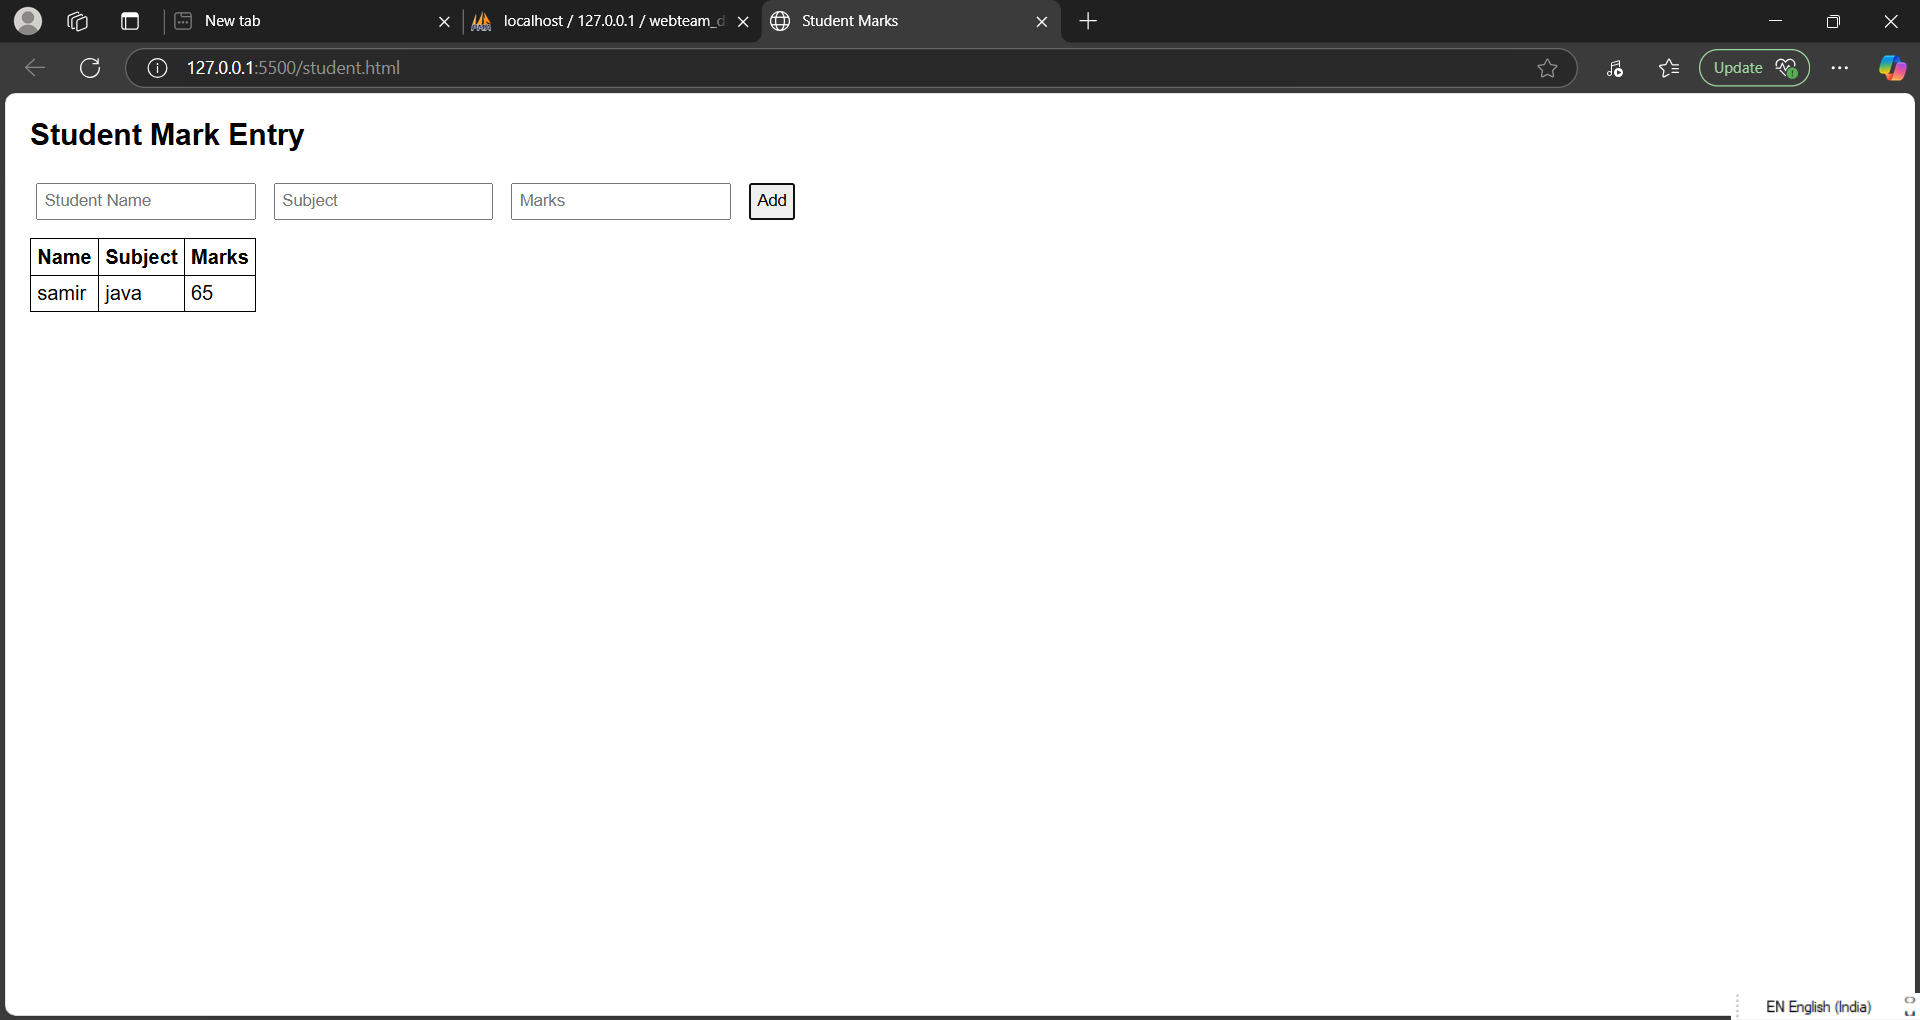 New tab
localhost / 127.0.0.1 / webteam_d
Student Marks
127.0.0.1:5500/student.html
Update
Student Mark Entry
Student Name Subject Marks Add
Name Subject Marks
samir java 65
EN English (India)